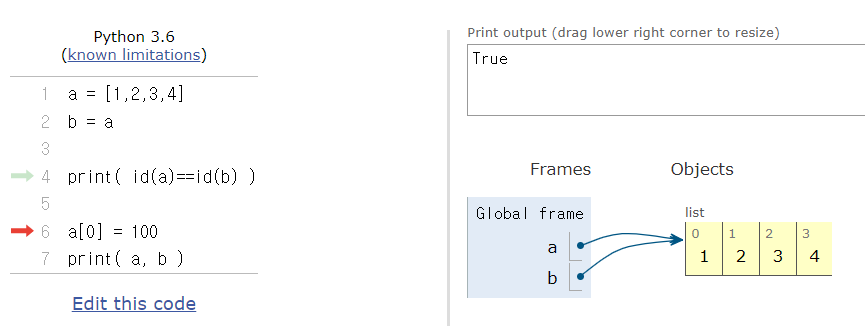 Python 3.6
(known limitations)
1 a = [1,2,3,4]
2 b = a
3
4 print( id(a)==id(b) )
5
6 a[0] = 100
7 print( a, b )
Edit this code
Print output (drag lower right corner to resize)
True
Frames Objects
Global frame
a
b
list
0 1 2 3
1 2 3 4